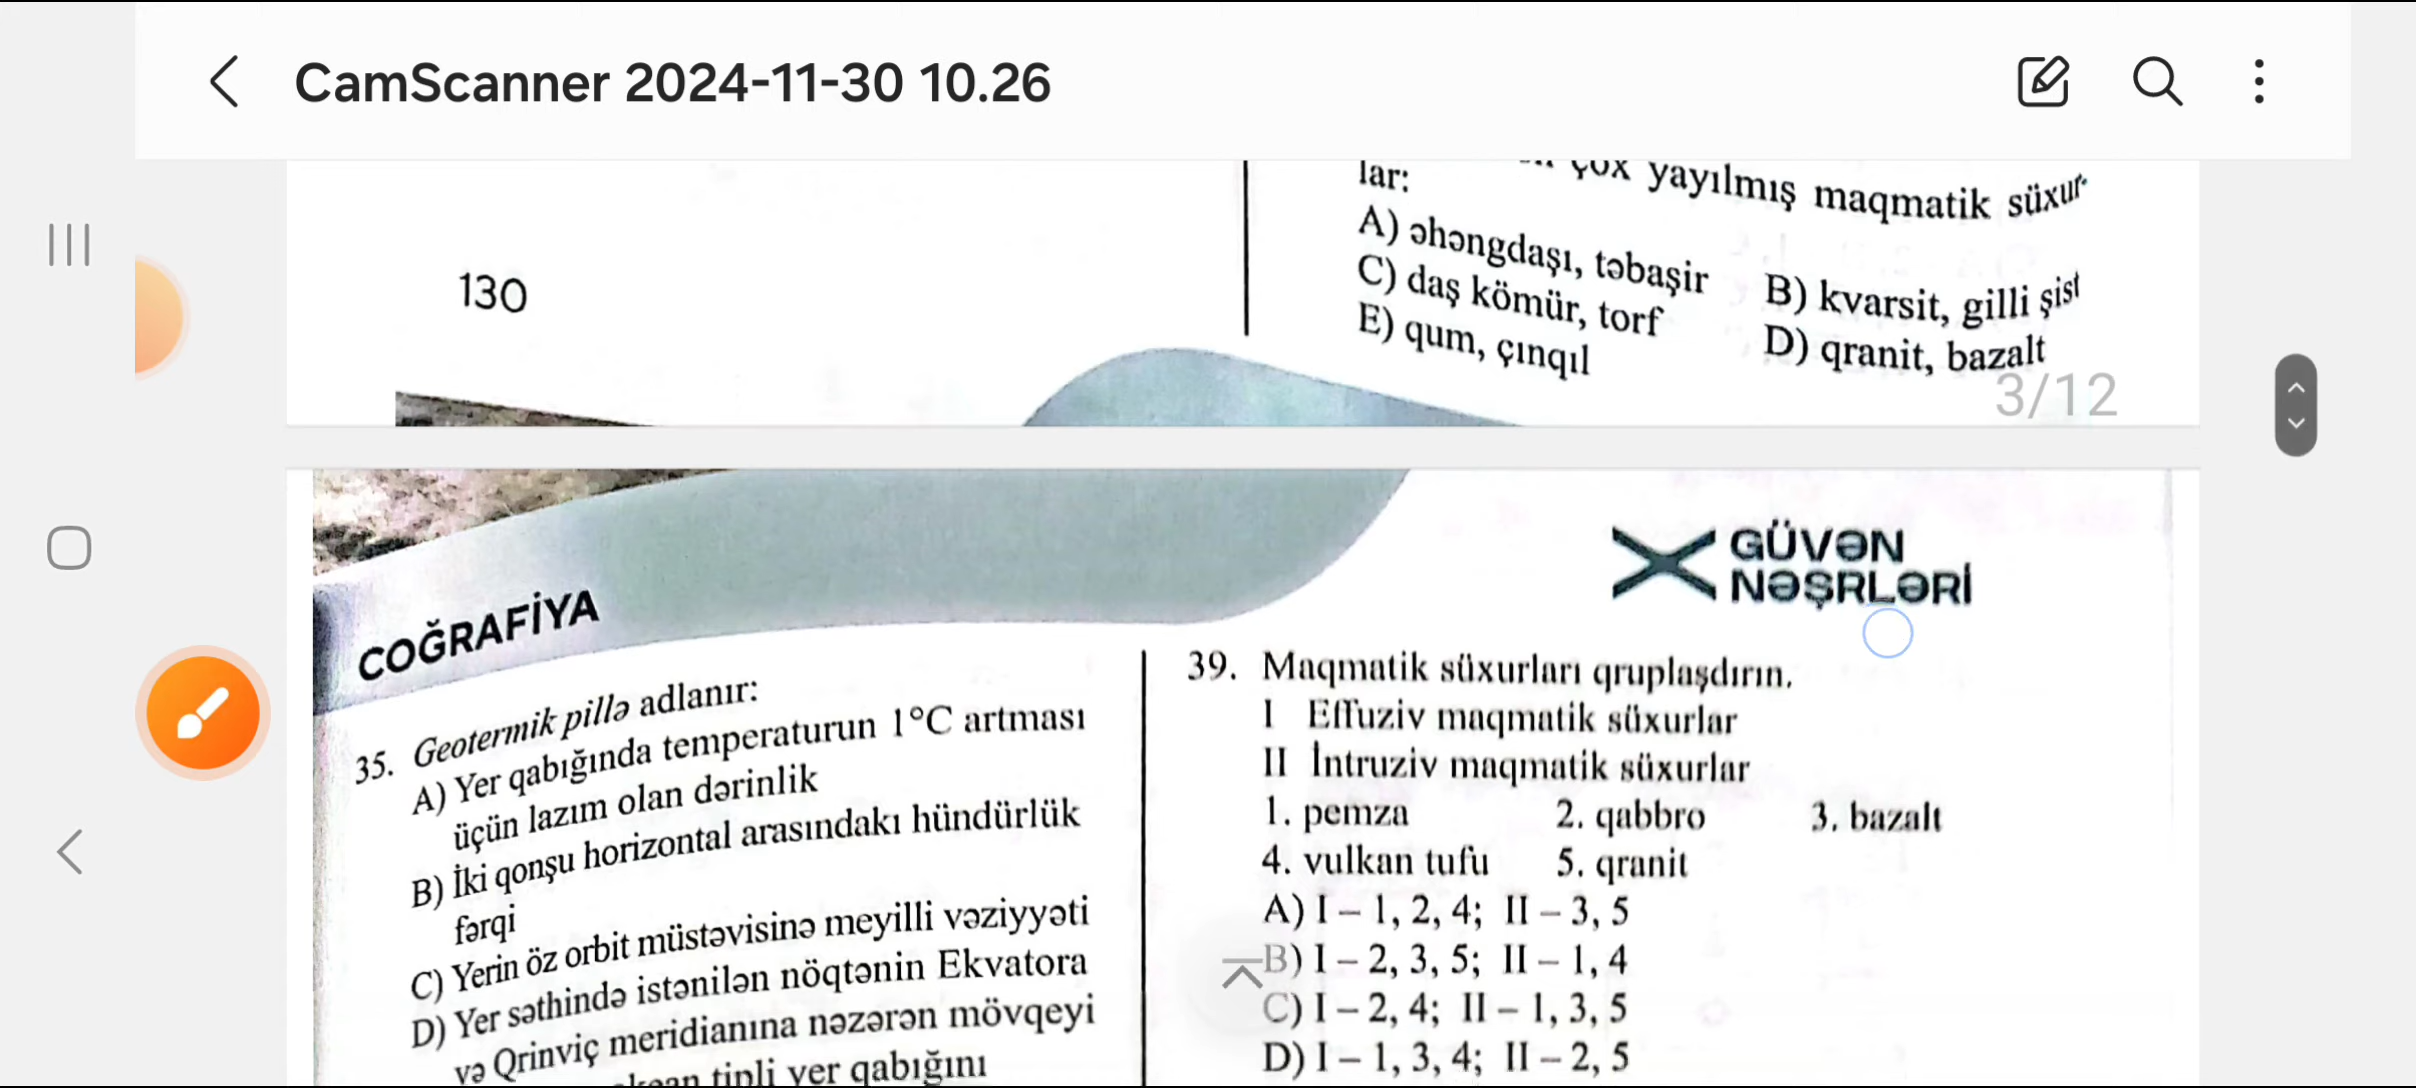 CamScanner 2024-11-30 10.26
çox yayılmış maqmatik süxur-
lar:
A) əhəngdaşı, təbaşir
B) kvarsit, gilli şist
C) daş kömür, torf
D) qranit, bazalt
E) qum, çınqıl
130
3/12
COĞRAFİYA
GÜVƏN
NƏŞRLƏRİ
35. Geotermik pillə adlanır:
A) Yer qabığında temperaturun 1°C artması
üçün lazım olan dərinlik
B) İki qonşu horizontal arasındakı hündürlük
fərqi
C) Yerin öz orbit müstəvisinə meyilli vəziyyəti
D) Yer səthində istənilən nöqtənin Ekvatora
və Qrinviç meridianına nəzərən mövqeyi
tipli yer qabığını
39. Maqmatik süxurları qruplaşdırın.
I Effuziv maqmatik süxurlar
II İntruziv maqmatik süxurlar
1. pemza 2. qabbro 3. bazalt
4. vulkan tufu 5. qranit
A) I – 1, 2, 4; II – 3, 5
B) I – 2, 3, 5; II – 1, 4
C) I – 2, 4; II – 1, 3, 5
D) I – 1, 3, 4; II – 2, 5